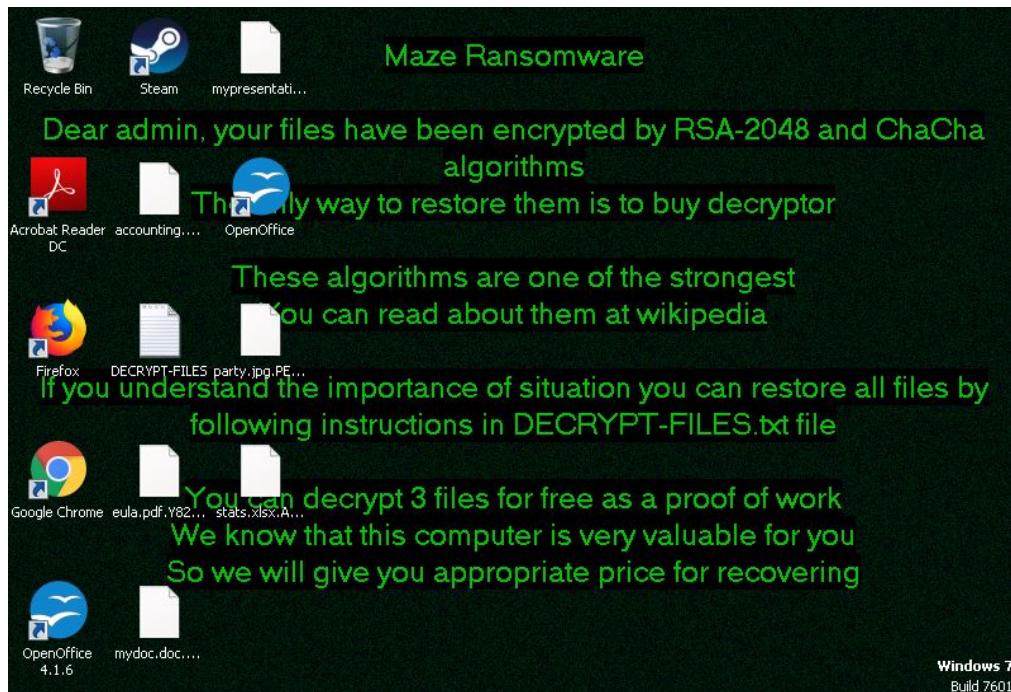 Maze Ransomware
Dear admin, your files have been encrypted by RSA-2048 and ChaCha
algorithms
The only way to restore them is to buy decryptor
These algorithms are one of the strongest
You can read about them at wikipedia
If you understand the importance of situation you can restore all files by
following instructions in DECRYPT-FILES.txt file
You can decrypt 3 files for free as a proof of work
We know that this computer is very valuable for you
So we will give you appropriate price for recovering
Recycle Bin
Steam
mypresentati...
Acrobat Reader
DC
accounting....
OpenOffice
Firefox
DECRYPT-FILES
party.jpg.PE...
Google Chrome
eula.pdf.Y82...
stats.xlsx.A...
OpenOffice
4.1.6
mydoc.doc....
Windows 7
Build 7601